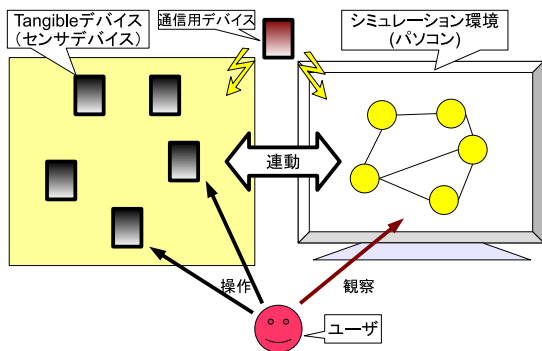 Tangibleデバイス
(センサデバイス)
通信用デバイス
シミュレーション環境
(パソコン)
連動
操作
観察
ユーザ